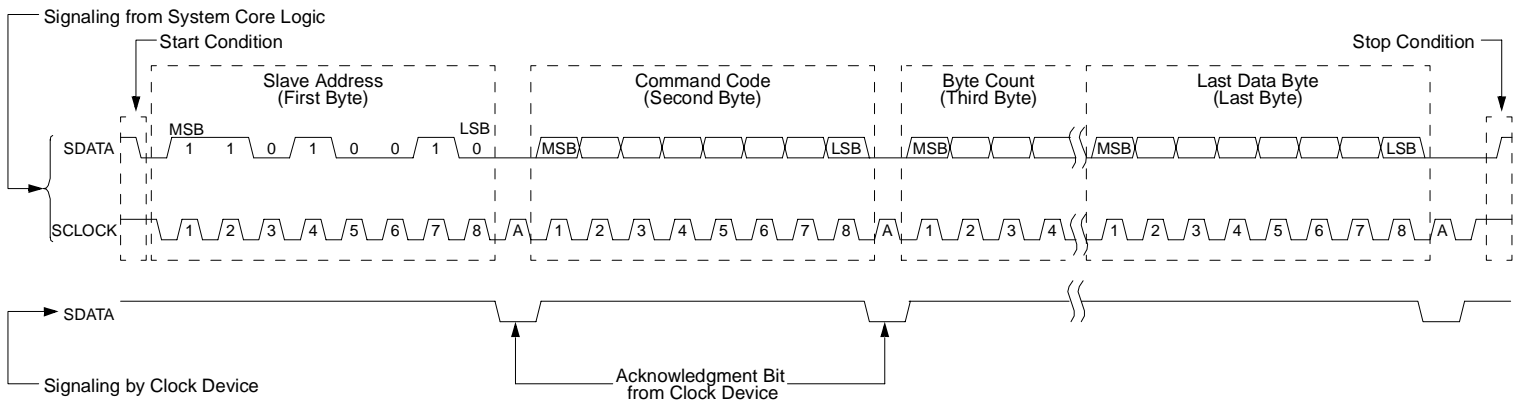 Signaling from System Core Logic
Start Condition
Stop Condition
Slave Address
(First Byte)
Command Code
(Second Byte)
Byte Count
(Third Byte)
Last Data Byte
(Last Byte)
MSB LSB
SDATA 1 1 0 1 0 0 1 0 MSB LSB MSB MSB LSB
SCLOCK 1 2 3 4 5 6 7 8 A 1 2 3 4 5 6 7 8 A 1 2 3 4 1 2 3 4 5 6 7 8 A
SDATA
Signaling by Clock Device
Acknowledgment Bit
from Clock Device